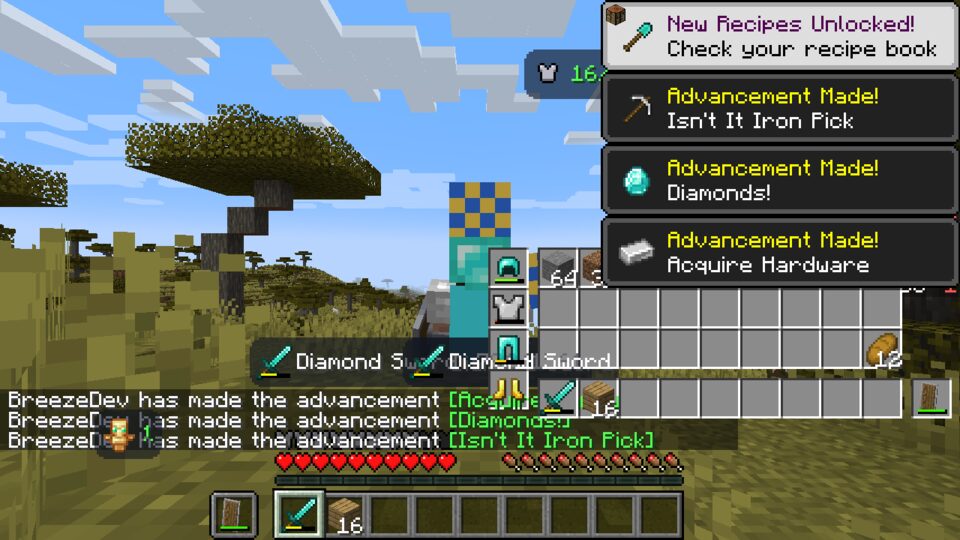 New Recipes Unlocked!
Check your recipe book
16.
Advancement Made!
Isn't It Iron Pick
Advancement Made!
Diamonds!
Advancement Made!
Acquire Hardware
64
12
Diamond Sword
BreezeDev has made the advancement
BreezeDev has made the advancement [Diamonds!]
1
has made the advancement [Isn't It Iron Pick]
16
16